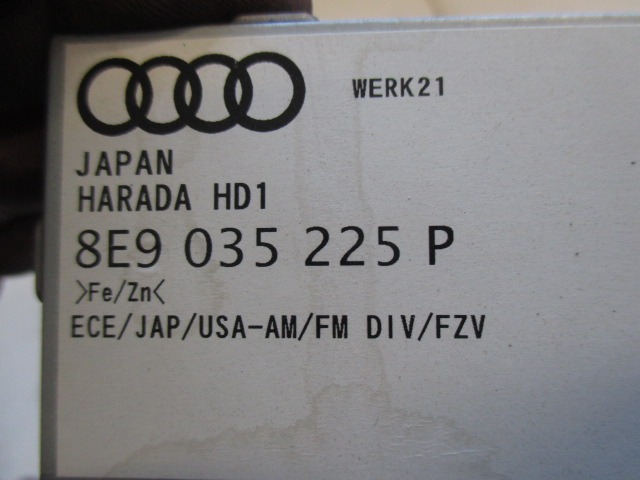 WERK21
JAPAN
HARADA HD1
8E9 035 225 P
>Fe/Zn<
ECE/JAP/USA-AM/FM DIV/FZV